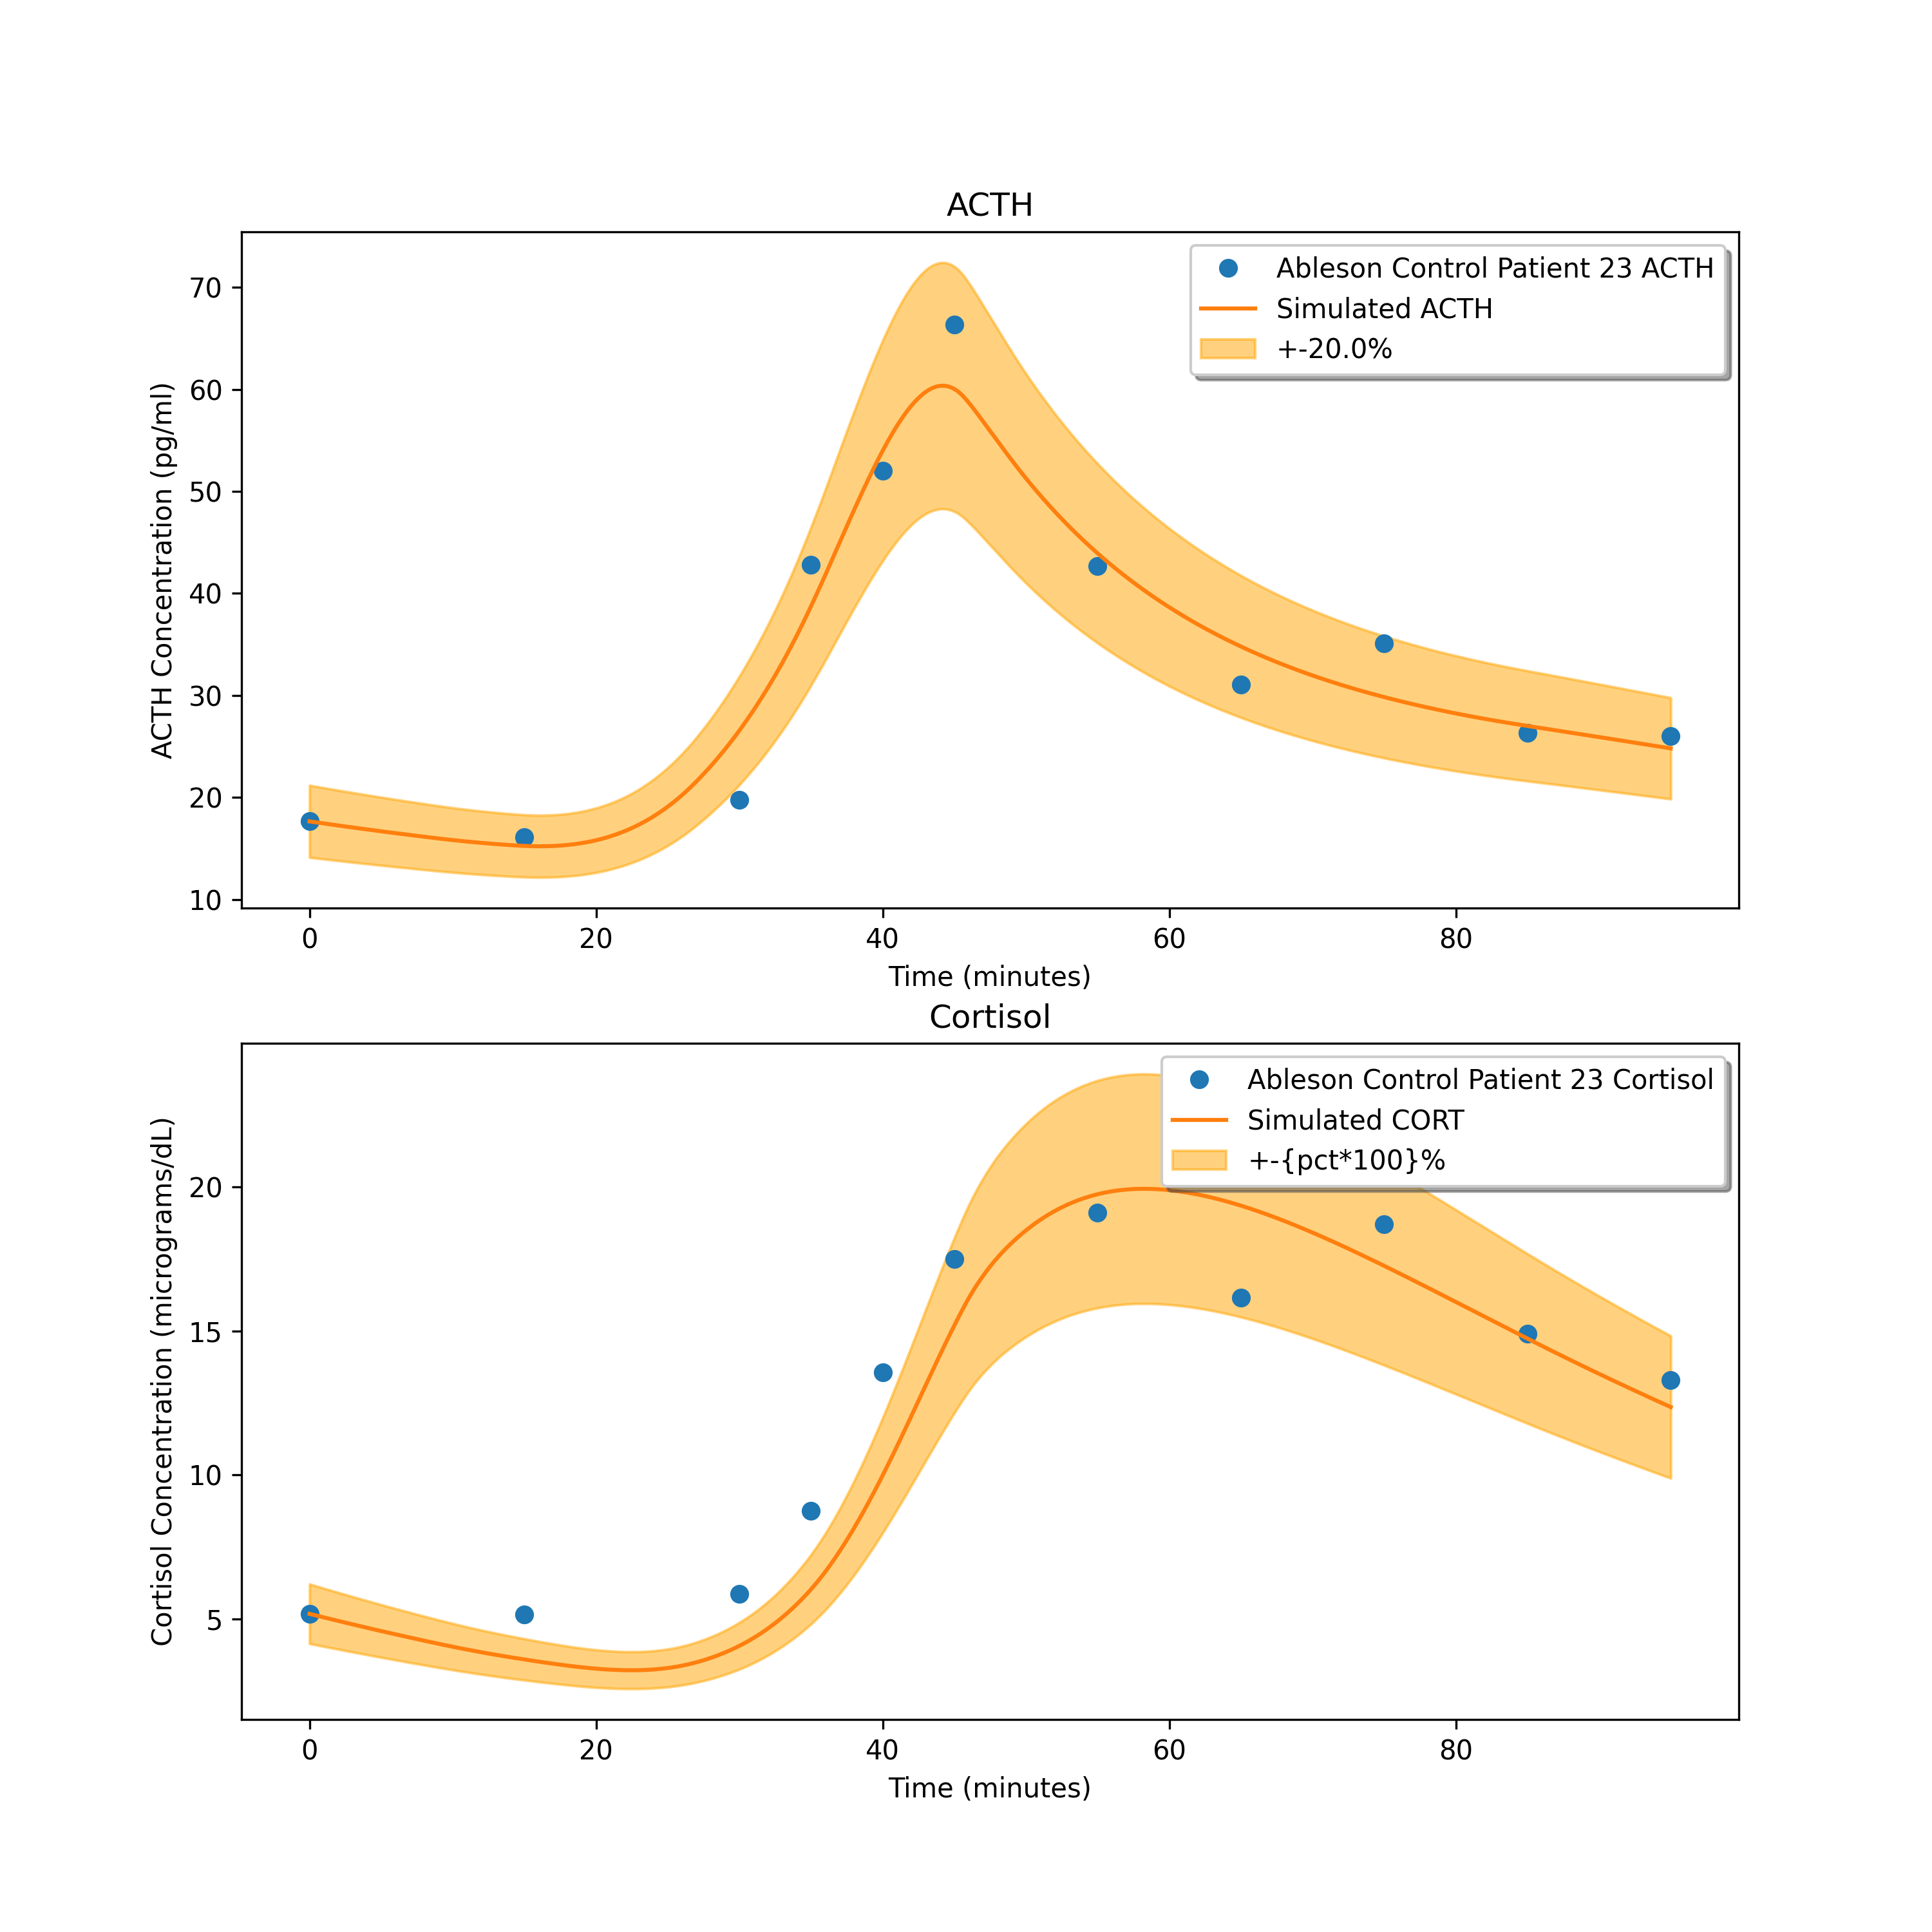 ACTH
Ableson Control Patient 23 ACTH
Simulated ACTH
+-20.0%
ACTH Concentration (pg/ml)
70
60
50
40
30
20
10
0 20 40 60 80
Time (minutes)
Cortisol
Ableson Control Patient 23 Cortisol
Simulated CORT
+-{pct*100}%
Cortisol Concentration (micrograms/dL)
20
15
10
5
0 20 40 60 80
Time (minutes)